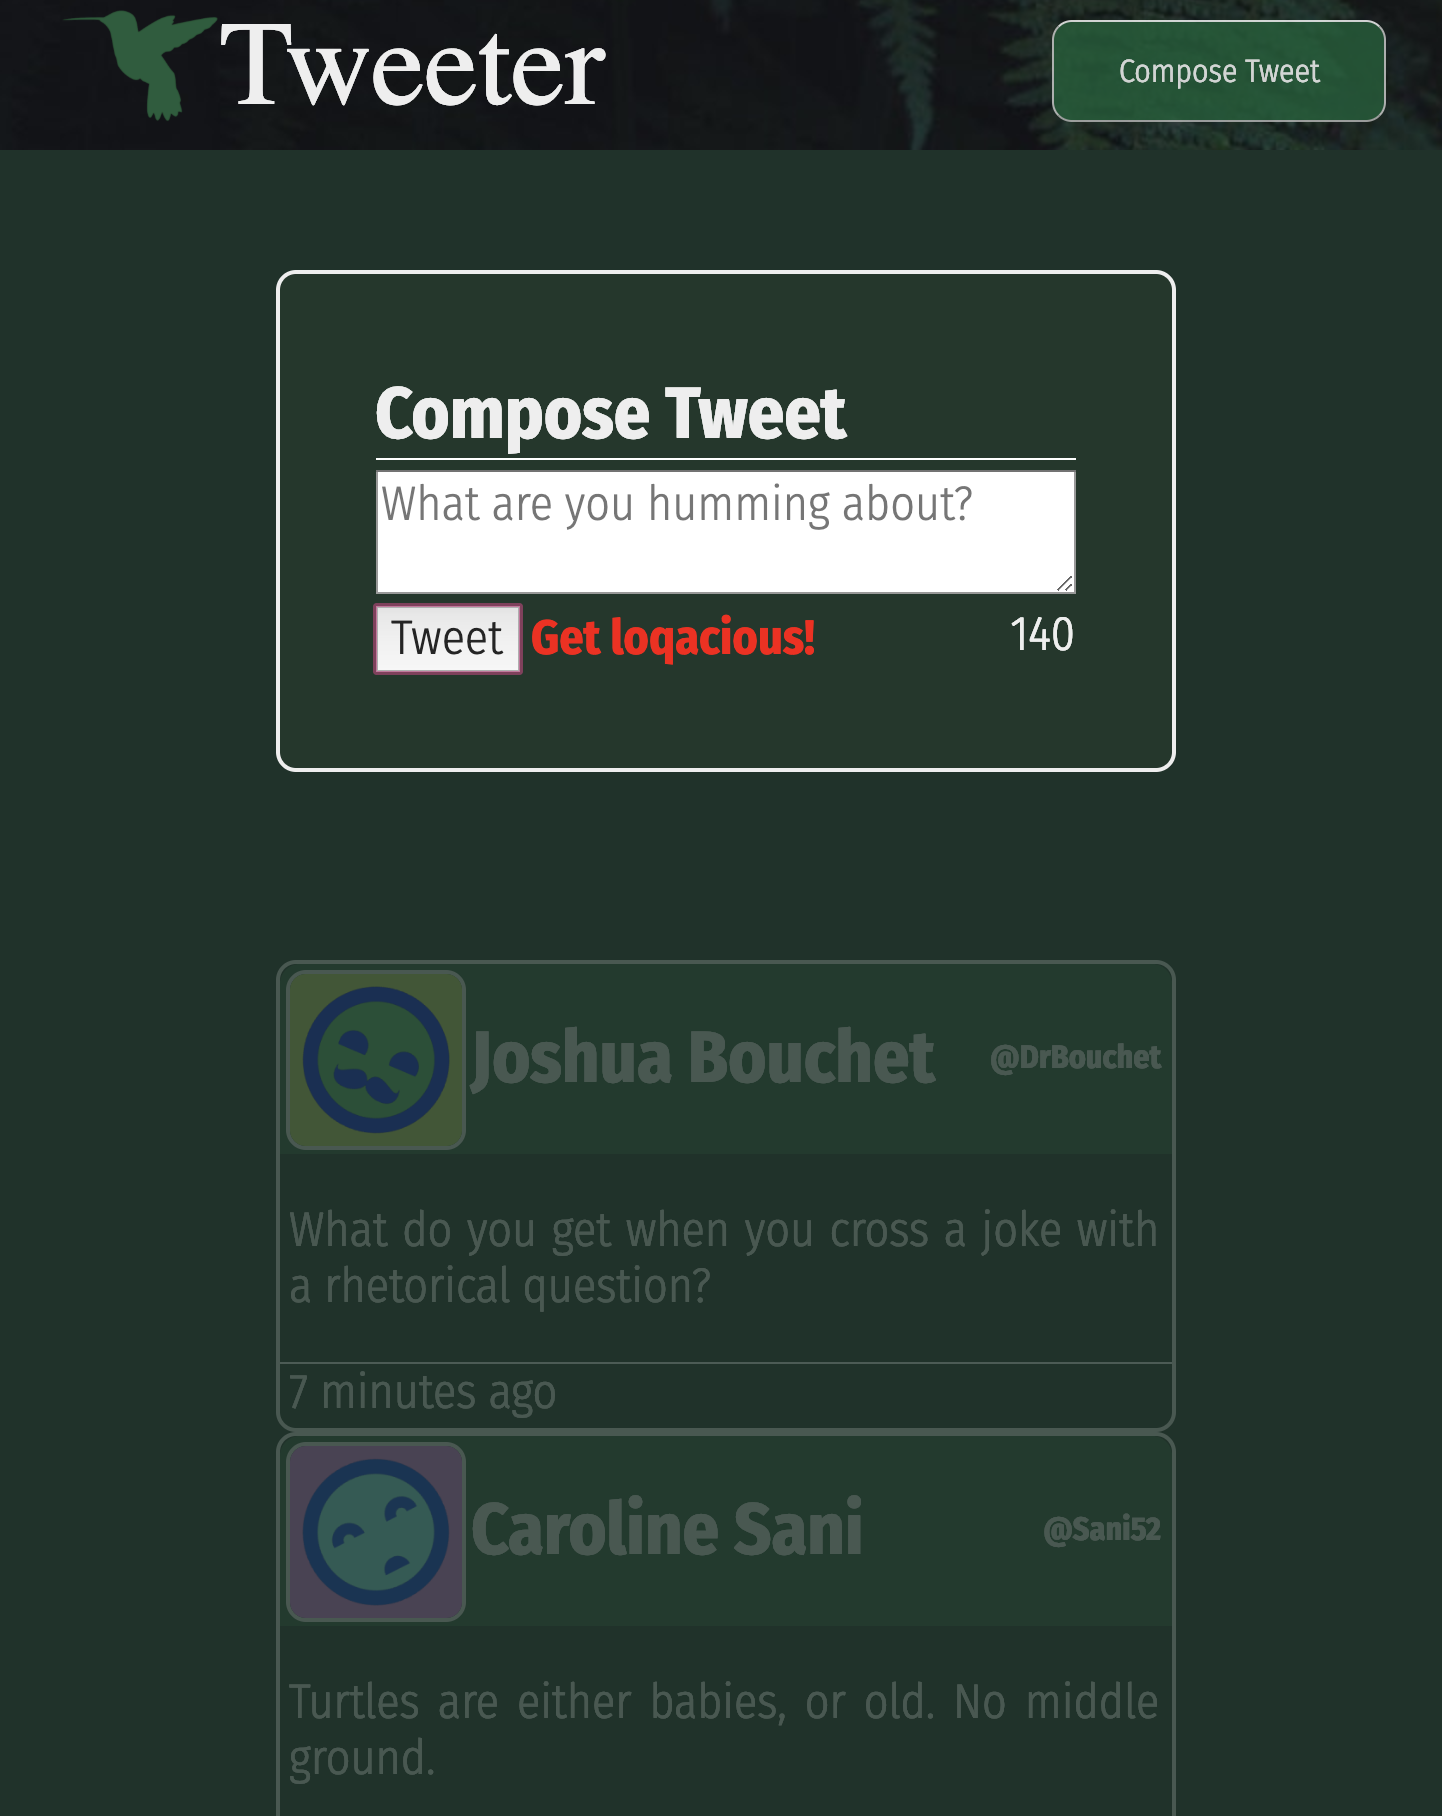 Tweeter
Compose Tweet
Compose Tweet
What are you humming about?
Tweet Get loqacious! 140
Joshua Bouchet @DrBouchet
What do you get when you cross a joke with
a rhetorical question?
7 minutes ago
Caroline Sani @Sani52
Turtles are either babies, or old. No middle
ground.